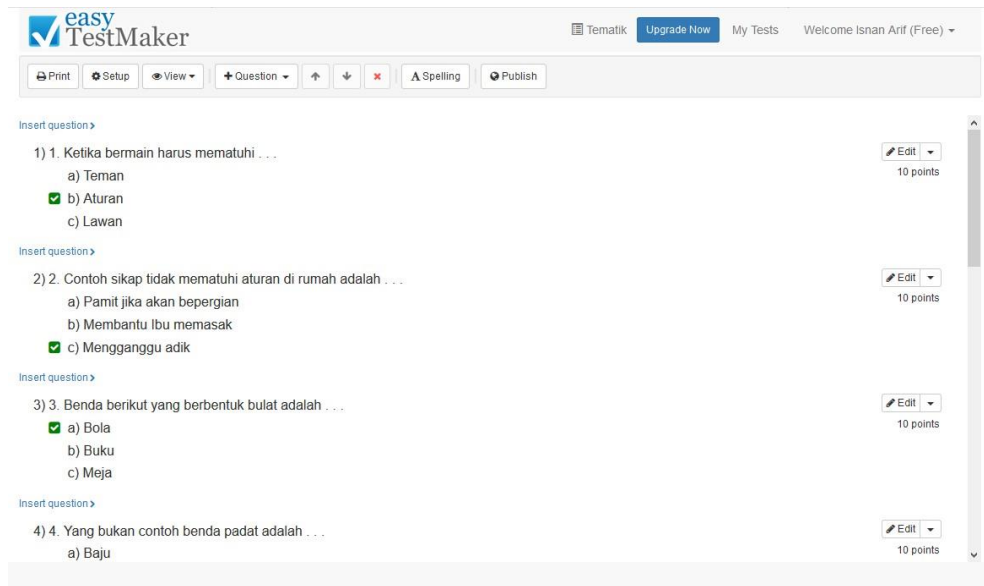 easy
TestMaker
Tematik Upgrade Now My Tests Welcome Isnan Arif (Free)
Print Setup View + Question A Spelling Publish
Insert question >
1) 1. Ketika bermain harus mematuhi . . . Edit
a) Teman 10 points
b) Aturan
c) Lawan
Insert question >
2) 2. Contoh sikap tidak mematuhi aturan di rumah adalah . . . Edit
a) Pamit jika akan bepergian 10 points
b) Membantu Ibu memasak
c) Mengganggu adik
Insert question >
3) 3. Benda berikut yang berbentuk bulat adalah . . . Edit
a) Bola 10 points
b) Buku
c) Meja
Insert question >
4) 4. Yang bukan contoh benda padat adalah . . . Edit
a) Baju 10 points